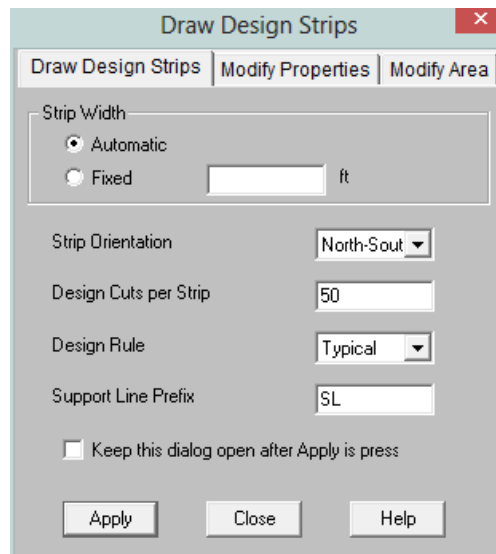 Draw Design Strips
Draw Design Strips Modify Properties Modify Area
Strip Width
Automatic
Fixed ft
Strip Orientation North-Sout
Design Cuts per Strip 50
Design Rule Typical
Support Line Prefix SL
Keep this dialog open after Apply is press
Apply Close Help